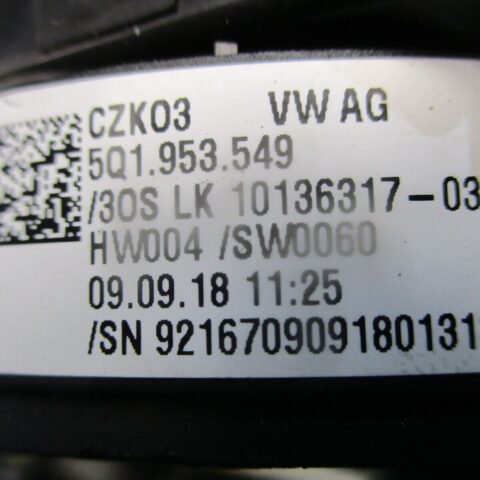 CZK03 VW AG
5Q1.953.549
/30S LK 10136317-03
HW004 /SW0060
09.09.18 11:25
/SN 921670909180131